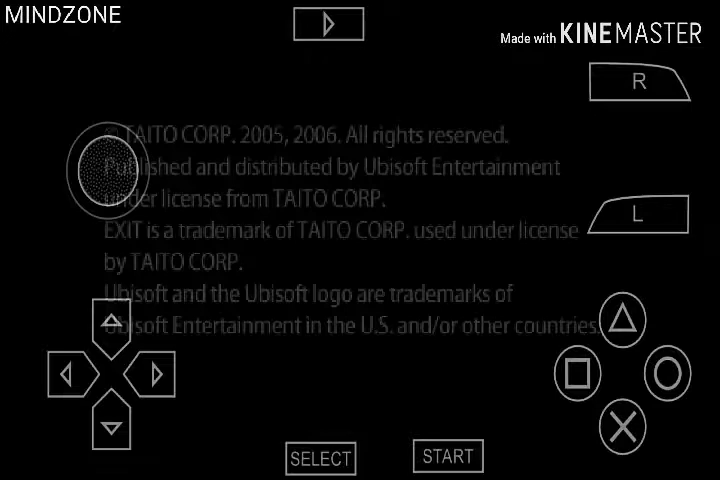 MINDZONE
Made with KINEMASTER
R
© TAITO CORP. 2005, 2006. All rights reserved.
Published and distributed by Ubisoft Entertainment
under license from TAITO CORP.
L
EXIT is a trademark of TAITO CORP. used under license
by TAITO CORP.
Ubisoft and the Ubisoft logo are trademarks of
Ubisoft Entertainment in the U.S. and/or other countries.
SELECT
START